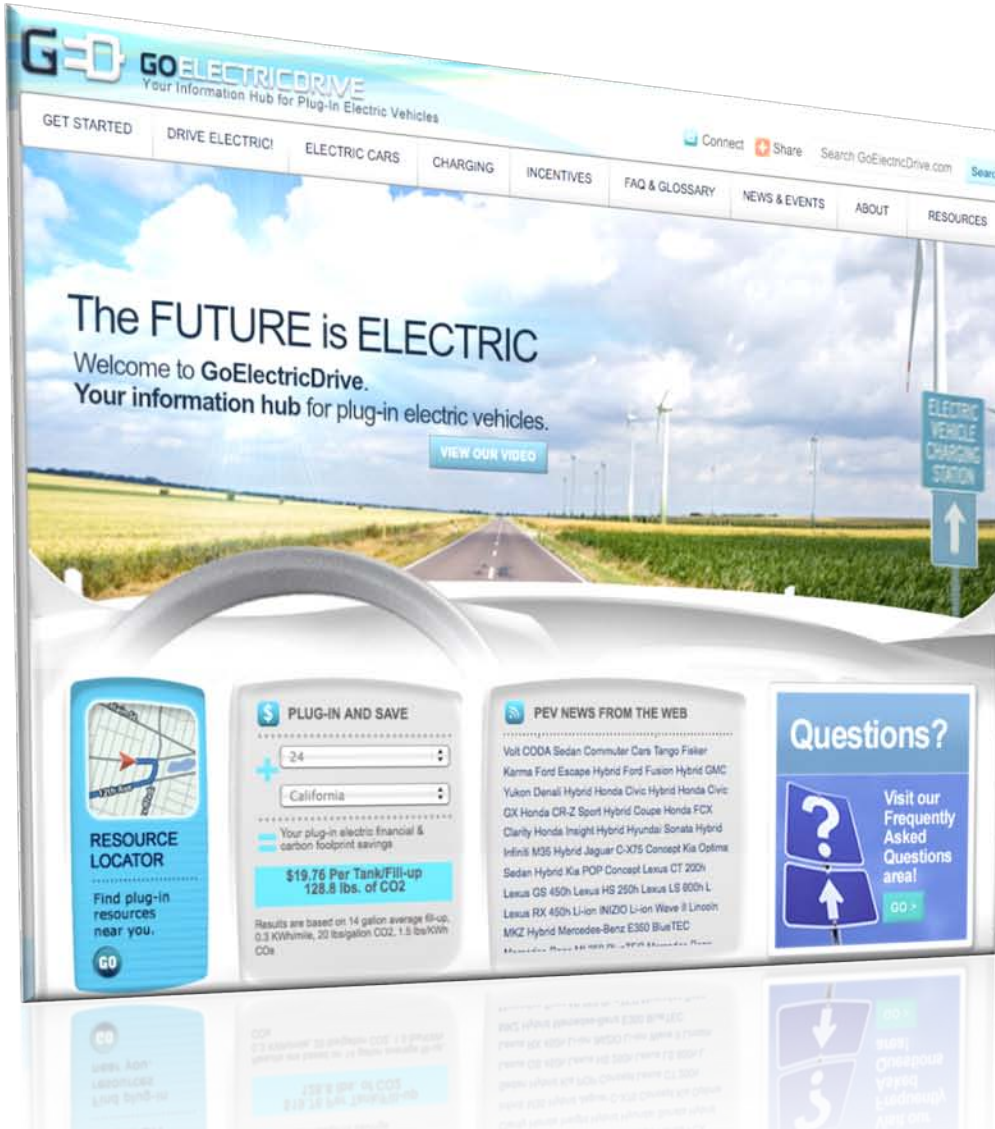 GED GOELECTRICDRIVE
Your Information Hub for Plug-In Electric Vehicles
Connect Share Search GoElectricDrive.com Searc
GET STARTED DRIVE ELECTRIC! ELECTRIC CARS CHARGING INCENTIVES FAQ & GLOSSARY NEWS & EVENTS ABOUT RESOURCES
The FUTURE is ELECTRIC
Welcome to GoElectricDrive.
Your information hub for plug-in electric vehicles.
VIEW OUR VIDEO
ELECTRIC
VEHICLE
CHARGING
STATION
12th Ave
RESOURCE
LOCATOR
Find plug-in
resources
near you.
GO
$ PLUG-IN AND SAVE
24
+
California
=
Your plug-in electric financial &
carbon footprint savings
$19.76 Per Tank/Fill-up
128.8 lbs. of CO2
Results are based on 14 gallon average fill-up,
0.3 KWh/mile, 20 lbs/gallon CO2, 1.5 lbs/KWh
COs
PEV NEWS FROM THE WEB
Volt CODA Sedan Commuter Cars Tango Fisker
Karma Ford Escape Hybrid Ford Fusion Hybrid GMC
Yukon Denali Hybrid Honda Civic Hybrid Honda Civic
GX Honda CR-Z Sport Hybrid Coupe Honda FCX
Clarity Honda Insight Hybrid Hyundai Sonata Hybrid
Infiniti M35 Hybrid Jaguar C-X75 Concept Kia Optima
Sedan Hybrid Kia POP Concept Lexus CT 200h
Lexus GS 450h Lexus HS 250h Lexus LS 600h L
Lexus RX 450h Li-ion INIZIO Li-ion Wave II Lincoln
MKZ Hybrid Mercedes-Benz E350 BlueTEC
Questions?
?
Visit our
Frequently
Asked
Questions
area!
GO >